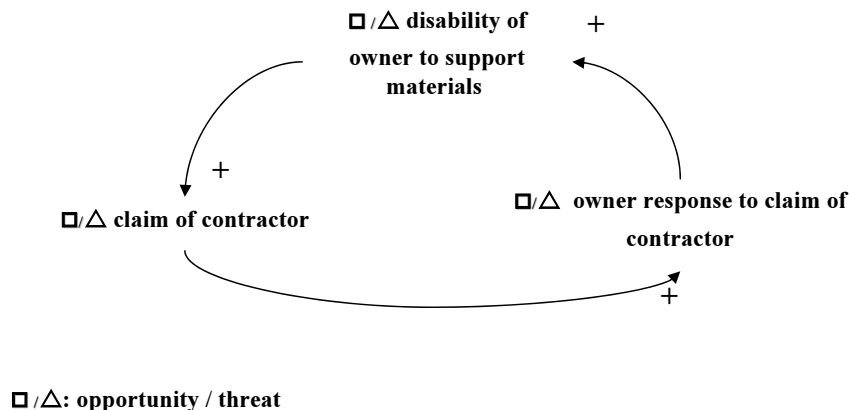 □ / △ disability of
owner to support
materials
+
+
□/△ claim of contractor
□/△ owner response to claim of
contractor
+
□ / △: opportunity / threat